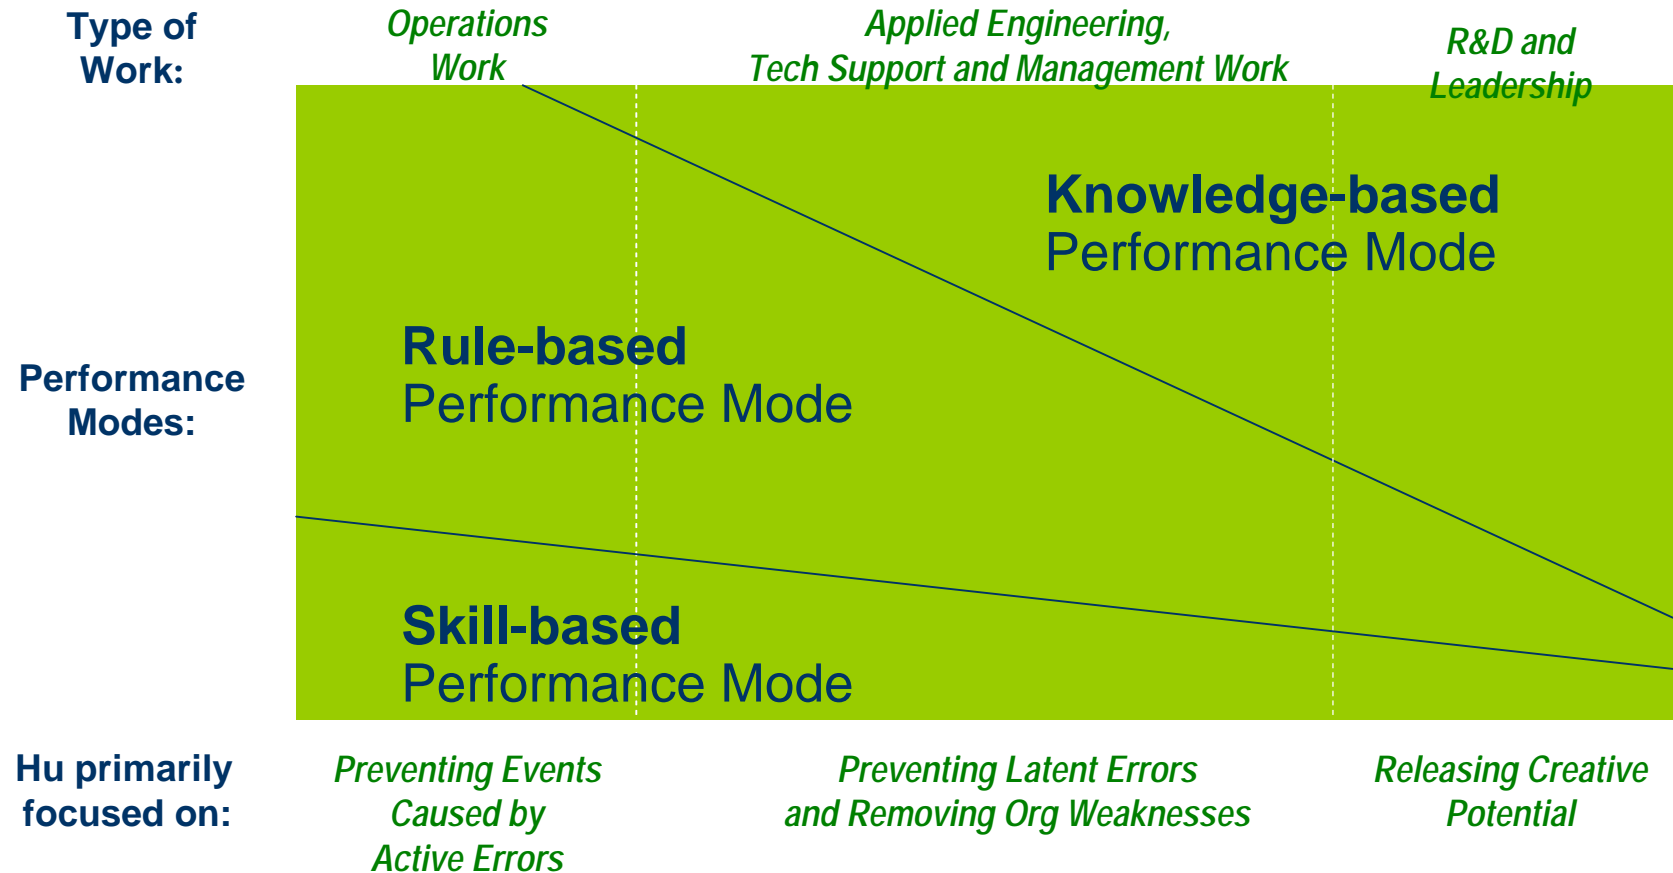 Type of
Work:
Operations
Work
Applied Engineering,
Tech Support and Management Work
R&D and
Leadership
Knowledge-based
Performance Mode
Rule-based
Performance Mode
Performance
Modes:
Skill-based
Performance Mode
Hu primarily
focused on:
Preventing Events
Caused by
Active Errors
Preventing Latent Errors
and Removing Org Weaknesses
Releasing Creative
Potential